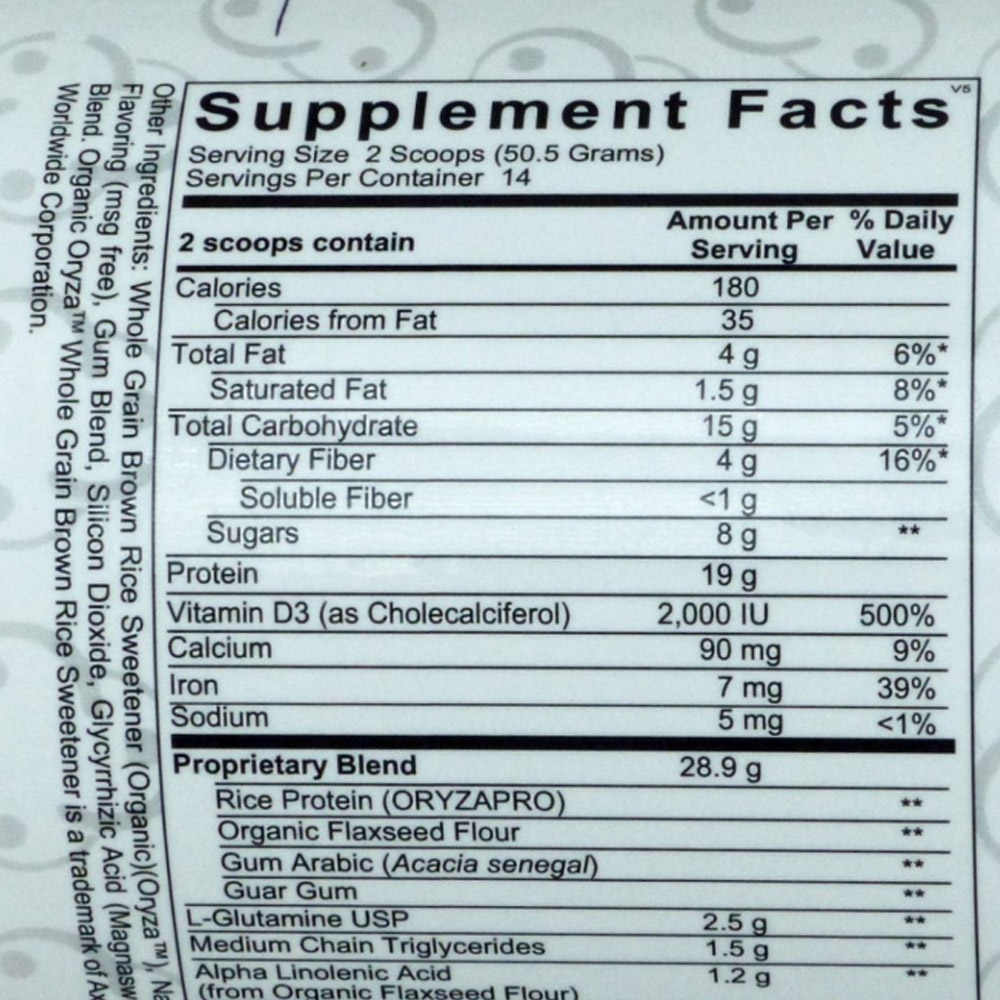 Supplement Facts V5
Serving Size 2 Scoops (50.5 Grams)
Servings Per Container 14
2 scoops contain Amount Per Serving % Daily Value
Calories 180
Calories from Fat 35
Total Fat 4 g 6%*
Saturated Fat 1.5 g 8%*
Total Carbohydrate 15 g 5%*
Dietary Fiber 4 g 16%*
Soluble Fiber <1 g
Sugars 8 g **
Protein 19 g
Vitamin D3 (as Cholecalciferol) 2,000 IU 500%
Calcium 90 mg 9%
Iron 7 mg 39%
Sodium 5 mg <1%
Proprietary Blend 28.9 g
Rice Protein (ORYZAPRO) **
Organic Flaxseed Flour **
Gum Arabic (Acacia senegal) **
Guar Gum **
L-Glutamine USP 2.5 g **
Medium Chain Triglycerides 1.5 g **
Alpha Linolenic Acid 1.2 g **
(from Organic Flaxseed Flour)
Other Ingredients: Whole Grain Brown Rice Sweetener (Organic)(Oryza™),
Flavoring (msg free), Gum Blend, Silicon Dioxide, Glycyrrhizic Acid
Blend. Organic Oryza™ Whole Grain Brown Rice Sweetener is a trademark of
Worldwide Corporation.